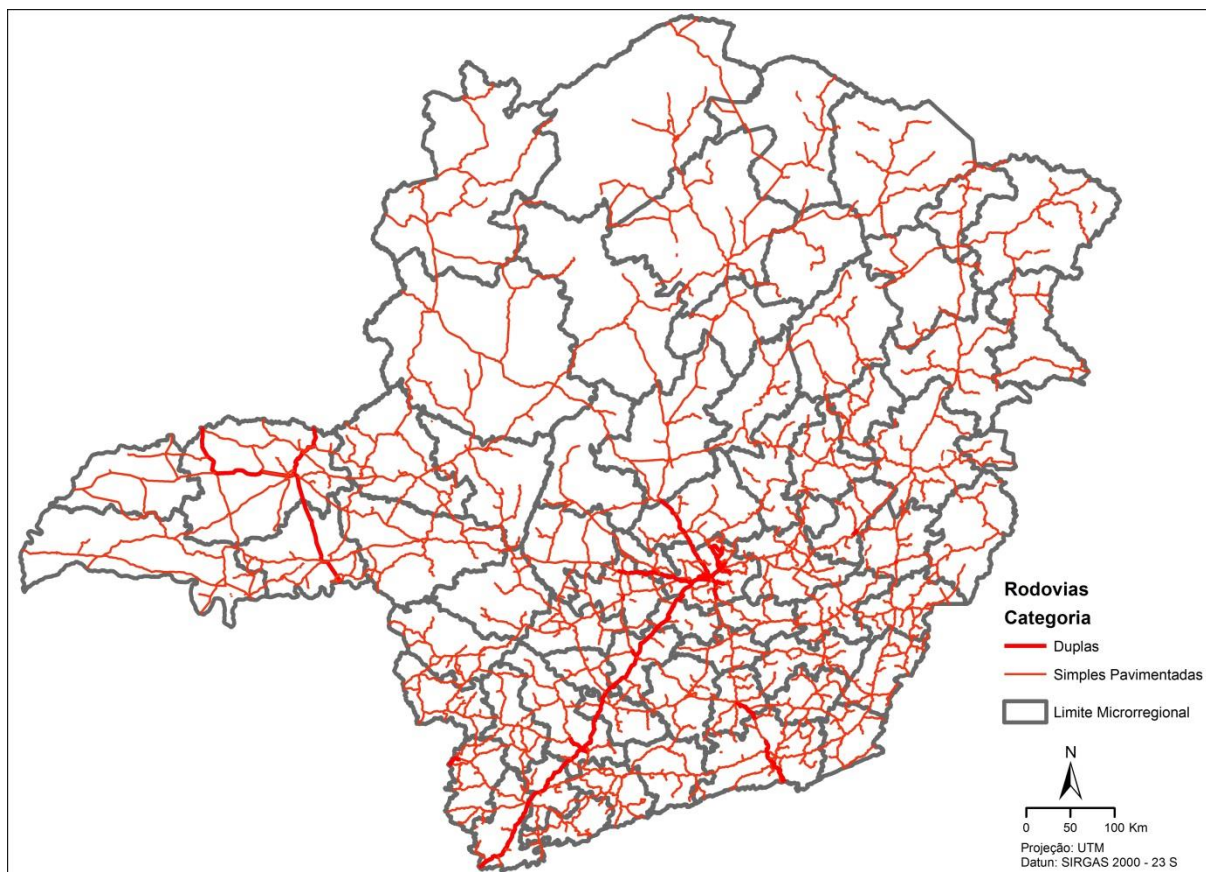 Rodovias
Categoria
Duplas
Simples Pavimentadas
Limite Microrregional
N
0 50 100 Km
Projeção: UTM
Datun: SIRGAS 2000 - 23 S